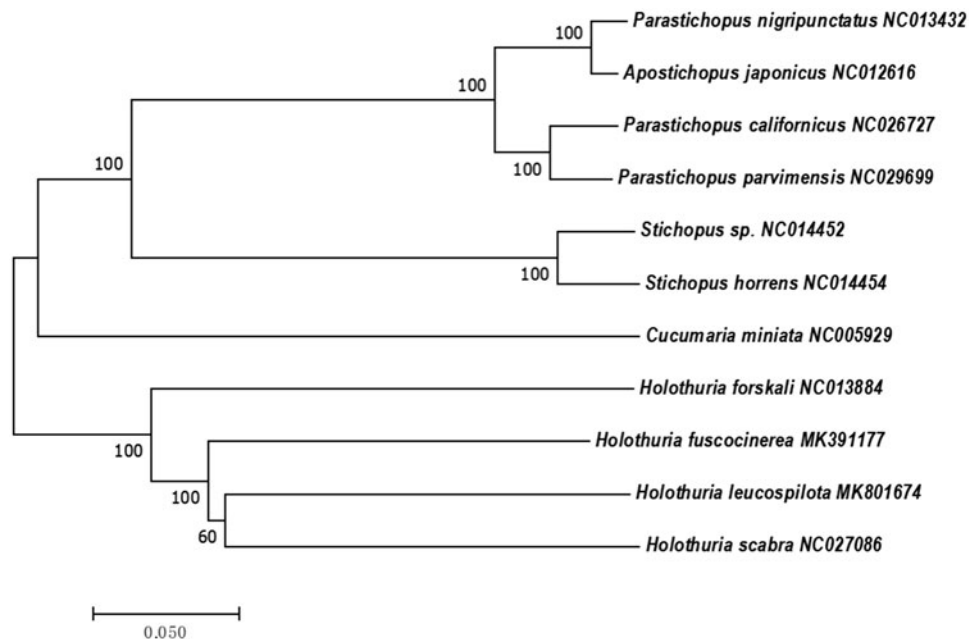 Parastichopus nigripunctatus NC013432
100
Apostichopus japonicus NC012616
100
Parastichopus californicus NC026727
100
Parastichopus parvimensis NC029699
100
Stichopus sp. NC014452
100
Stichopus horrens NC014454
Cucumaria miniata NC005929
Holothuria forskali NC013884
100
Holothuria fuscocinerea MK391177
100
Holothuria leucospilota MK801674
60
Holothuria scabra NC027086
0.050